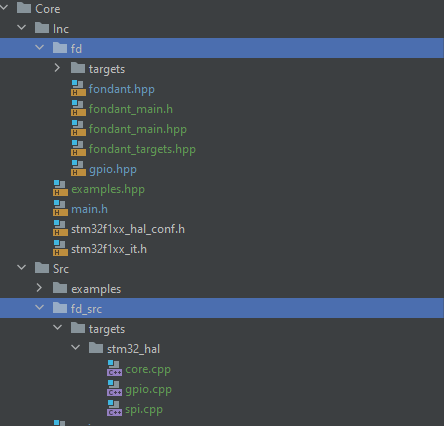 Core
Inc
fd
targets
fondant.hpp
fondant_main.h
fondant_main.hpp
fondant_targets.hpp
gpio.hpp
examples.hpp
main.h
stm32f1xx_hal_conf.h
stm32f1xx_it.h
Src
examples
fd_src
targets
stm32_hal
core.cpp
gpio.cpp
spi.cpp